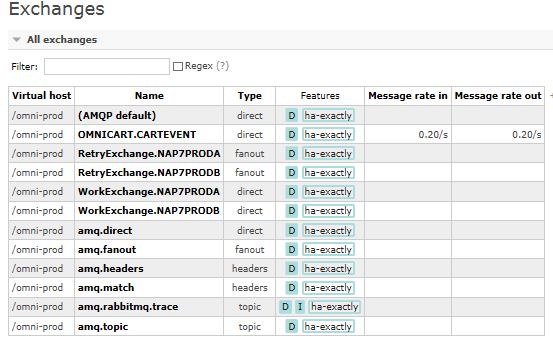 Exchanges
All exchanges
Filter: Regex (?)
Virtual host Name Type Features Message rate in Message rate out +
/omni-prod (AMQP default) direct D ha-exactly
/omni-prod OMNICART.CARTEVENT direct D ha-exactly 0.20/s 0.20/s
/omni-prod RetryExchange.NAP7PRODA fanout D ha-exactly
/omni-prod RetryExchange.NAP7PRODB fanout D ha-exactly
/omni-prod WorkExchange.NAP7PRODA direct D ha-exactly
/omni-prod WorkExchange.NAP7PRODB direct D ha-exactly
/omni-prod amq.direct direct D ha-exactly
/omni-prod amq.fanout fanout D ha-exactly
/omni-prod amq.headers headers D ha-exactly
/omni-prod amq.match headers D ha-exactly
/omni-prod amq.rabbitmq.trace topic D I ha-exactly
/omni-prod amq.topic topic D ha-exactly